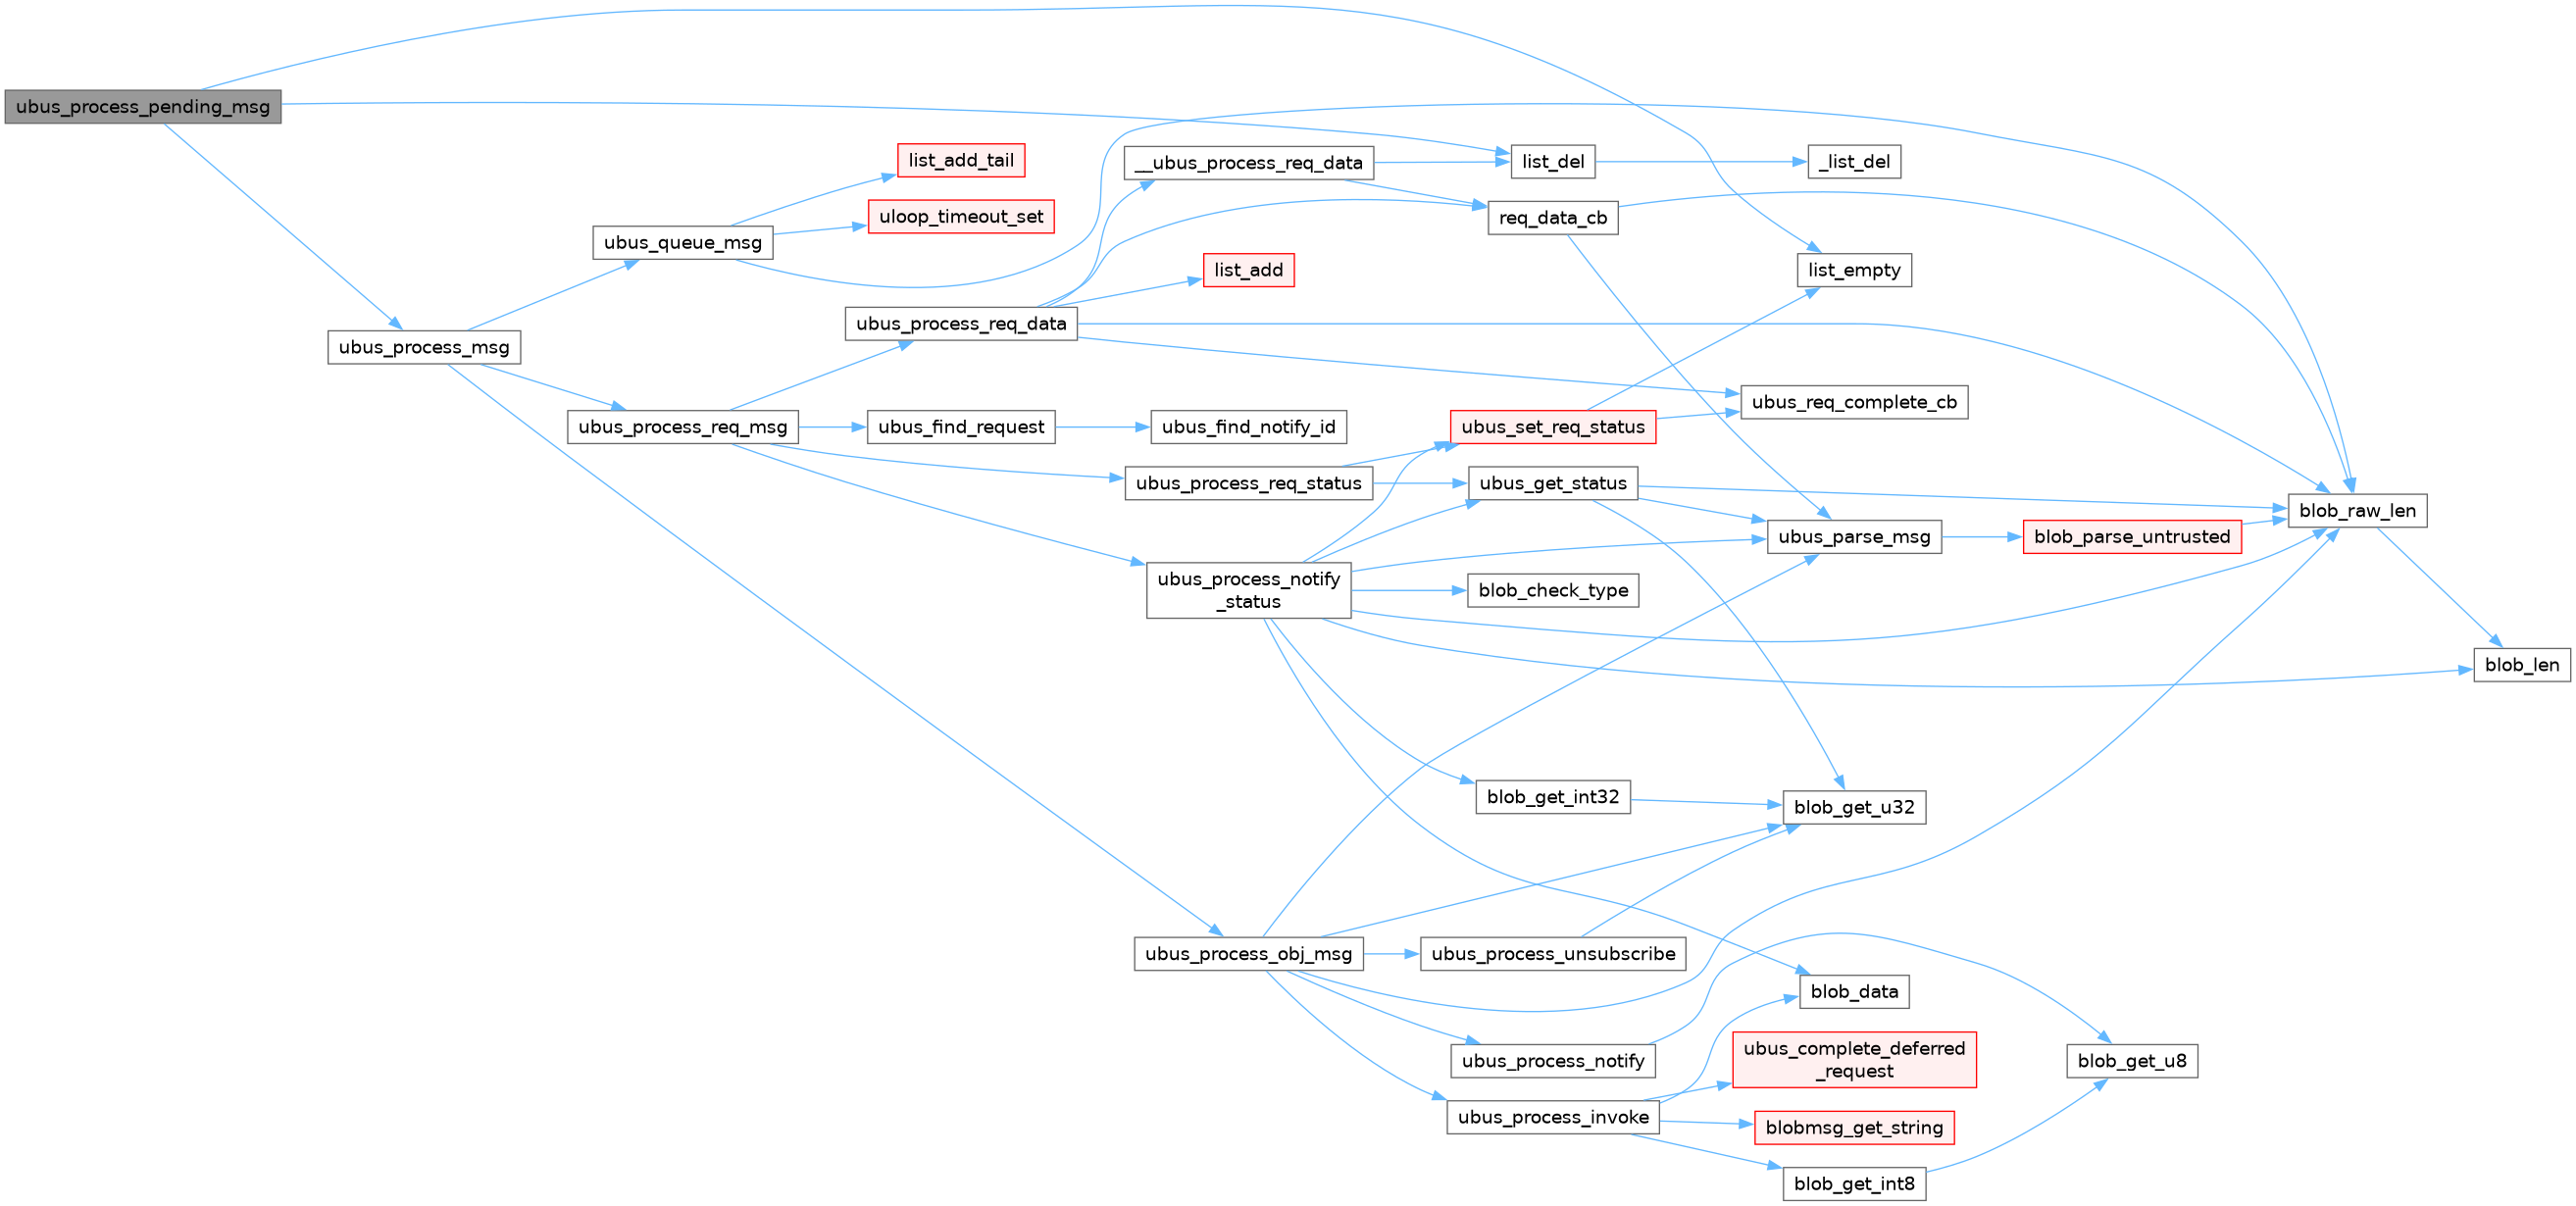 ubus_process_pending_msg
list_add_tail
__ubus_process_req_data
list_del
_list_del
uloop_timeout_set
req_data_cb
ubus_queue_msg
list_add
list_empty
ubus_process_req_data
ubus_process_msg
ubus_req_complete_cb
ubus_process_req_msg
ubus_find_request
ubus_find_notify_id
ubus_set_req_status
ubus_process_req_status
ubus_get_status
blob_raw_len
ubus_parse_msg
blob_parse_untrusted
ubus_process_notify
_status
blob_check_type
blob_len
blob_get_int32
blob_get_u32
ubus_process_obj_msg
ubus_process_unsubscribe
blob_data
ubus_process_notify
ubus_complete_deferred
_request
blob_get_u8
ubus_process_invoke
blobmsg_get_string
blob_get_int8